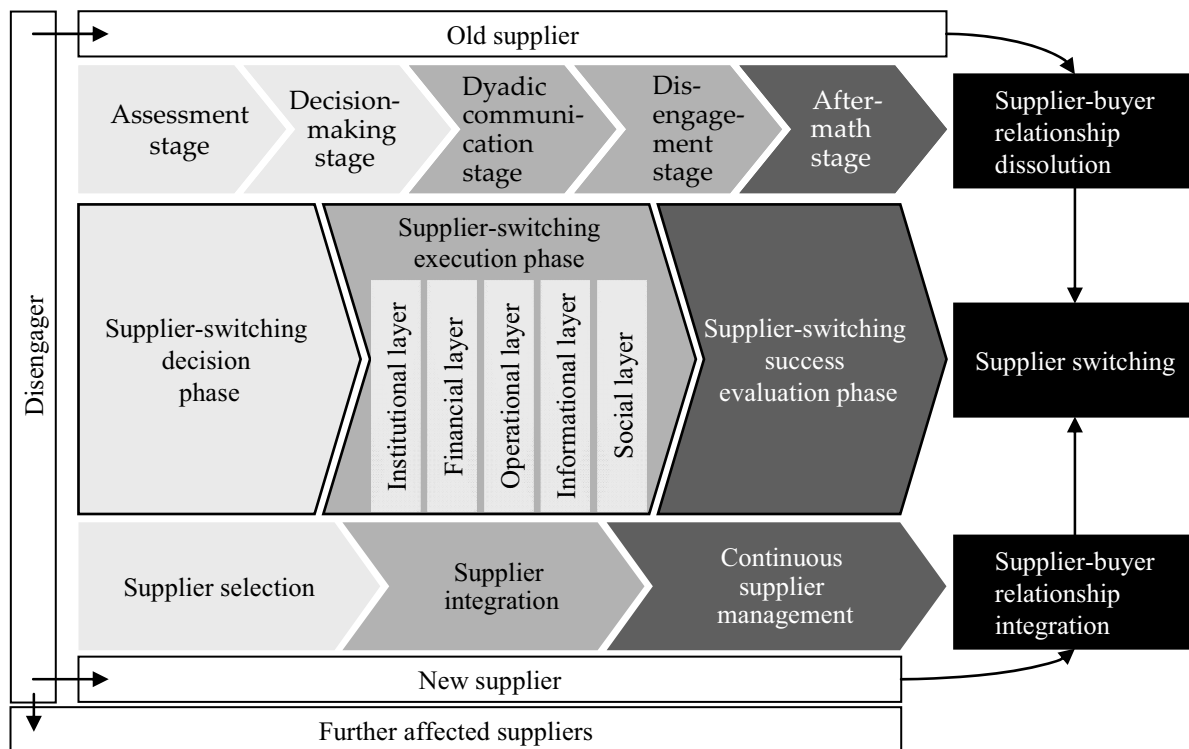 Disengager
Old supplier
Assessment
stage
Decision-
making
stage
Dyadic
communi-
cation
stage
Dis-
engage-
ment
stage
After-
math
stage
Supplier-buyer
relationship
dissolution
Supplier-switching
decision
phase
Supplier-switching
execution phase
Institutional layer
Financial layer
Operational layer
Informational layer
Social layer
Supplier-switching
success
evaluation phase
Supplier switching
Supplier selection
Supplier
integration
Continuous
supplier
management
Supplier-buyer
relationship
integration
New supplier
Further affected suppliers